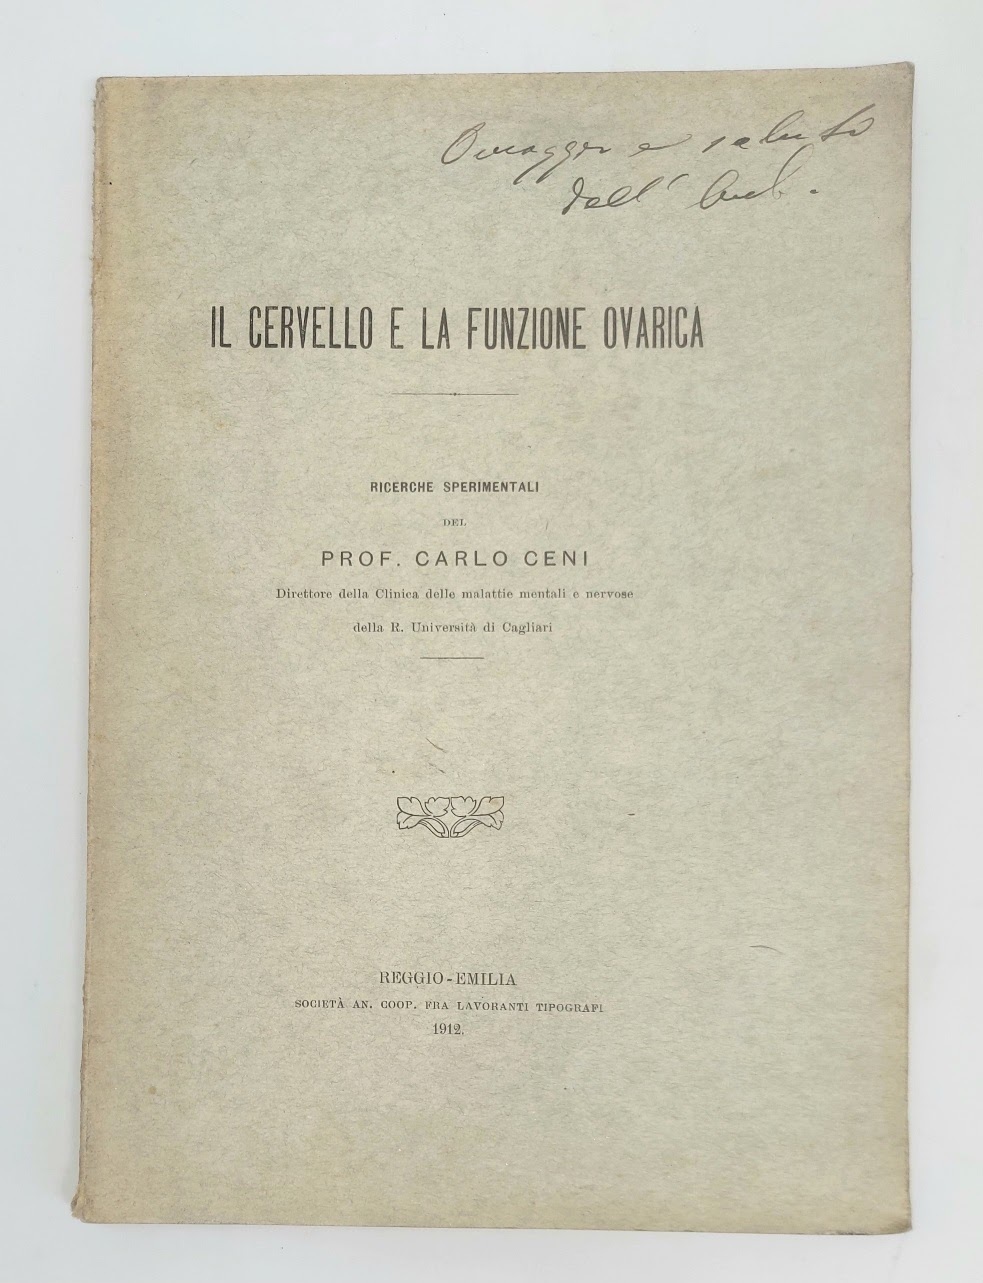 Omaggio e saluto
dell'Aut.
IL CERVELLO E LA FUNZIONE OVARICA
RICERCHE SPERIMENTALI
DEL
PROF. CARLO CENI
Direttore della Clinica delle malattie mentali e nervose
della R. Università di Cagliari
REGGIO-EMILIA
SOCIETÀ AN. COOP. FRA LAVORANTI TIPOGRAFI
1912.